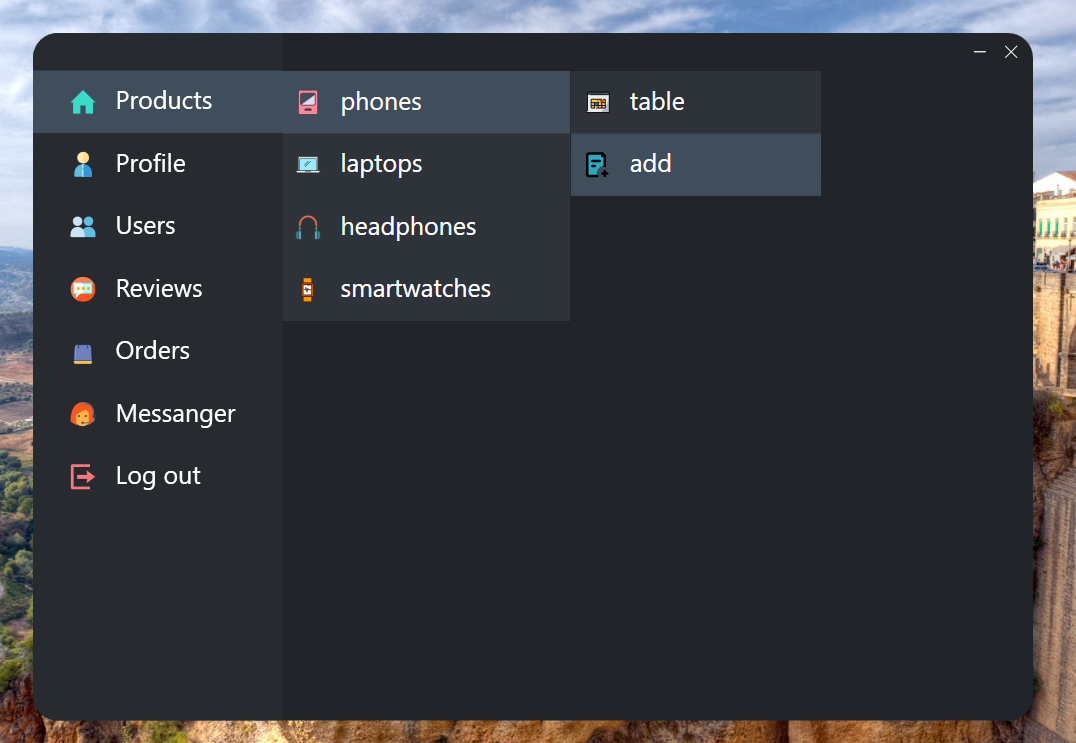 Products
Profile
Users
Reviews
Orders
Messanger
Log out
phones
laptops
headphones
smartwatches
table
add